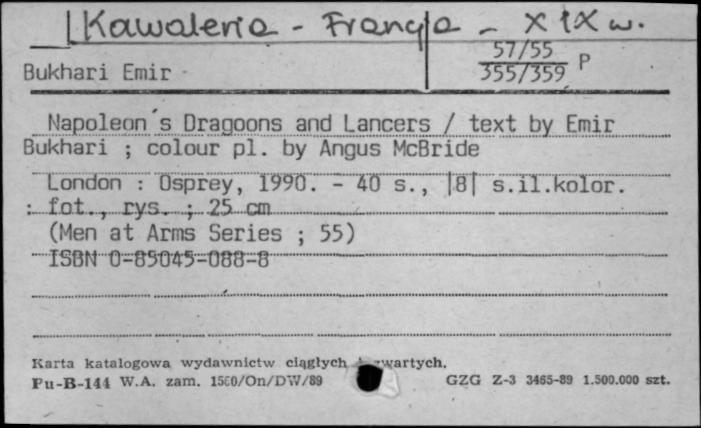 Kawaleria - Francja - XIX w.
57/55
Bukhari Emir 355/359 P
Napoleon's Dragoons and Lancers / text by Emir
Bukhari ; colour pl. by Angus McBride
London : Osprey, 1990. - 40 s., |8| s.il.kolor.
: fot., rys. ; 25 cm
(Men at Arms Series ; 55)
ISBN 0-85045-088-8
Karta katalogowa wydawnictw ciągłych zwartych.
Pu-B-144 W.A. zam. 1560/On/DW/89 GZG Z-3 3465-89 1.500.000 szt.